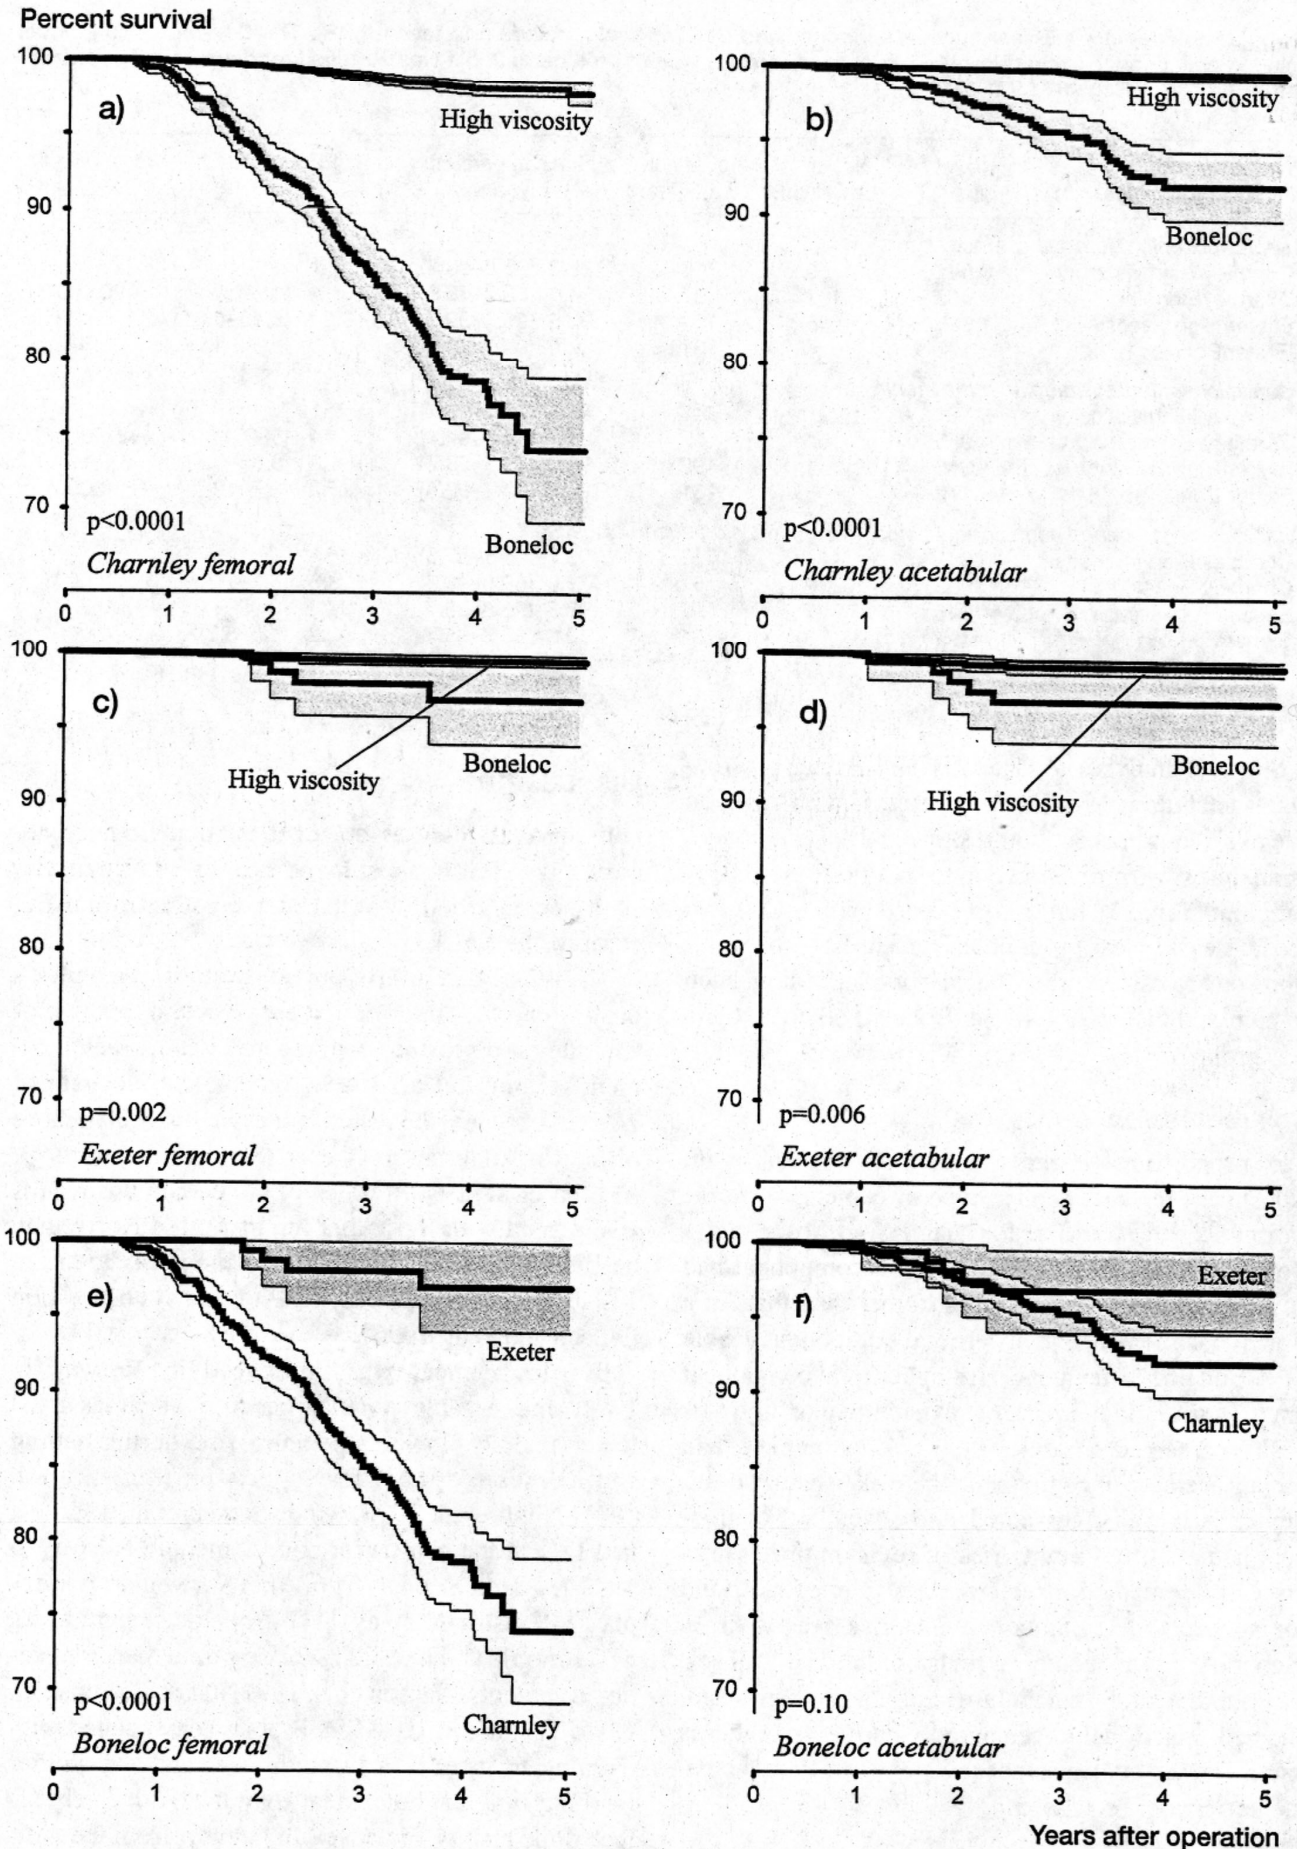 Percent survival
100
90
80
70
a)
High viscosity
p<0.0001
Boneloc
Charnley femoral
0 1 2 3 4 5
100
90
80
70
b)
High viscosity
Boneloc
p<0.0001
Charnley acetabular
0 1 2 3 4 5
100
90
80
70
c)
High viscosity
Boneloc
p=0.002
Exeter femoral
0 1 2 3 4 5
100
90
80
70
d)
Boneloc
High viscosity
p=0.006
Exeter acetabular
0 1 2 3 4 5
100
90
80
70
e)
Exeter
p<0.0001
Charnley
Boneloc femoral
0 1 2 3 4 5
100
90
80
70
f)
Exeter
Charnley
p=0.10
Boneloc acetabular
0 1 2 3 4 5
Years after operation